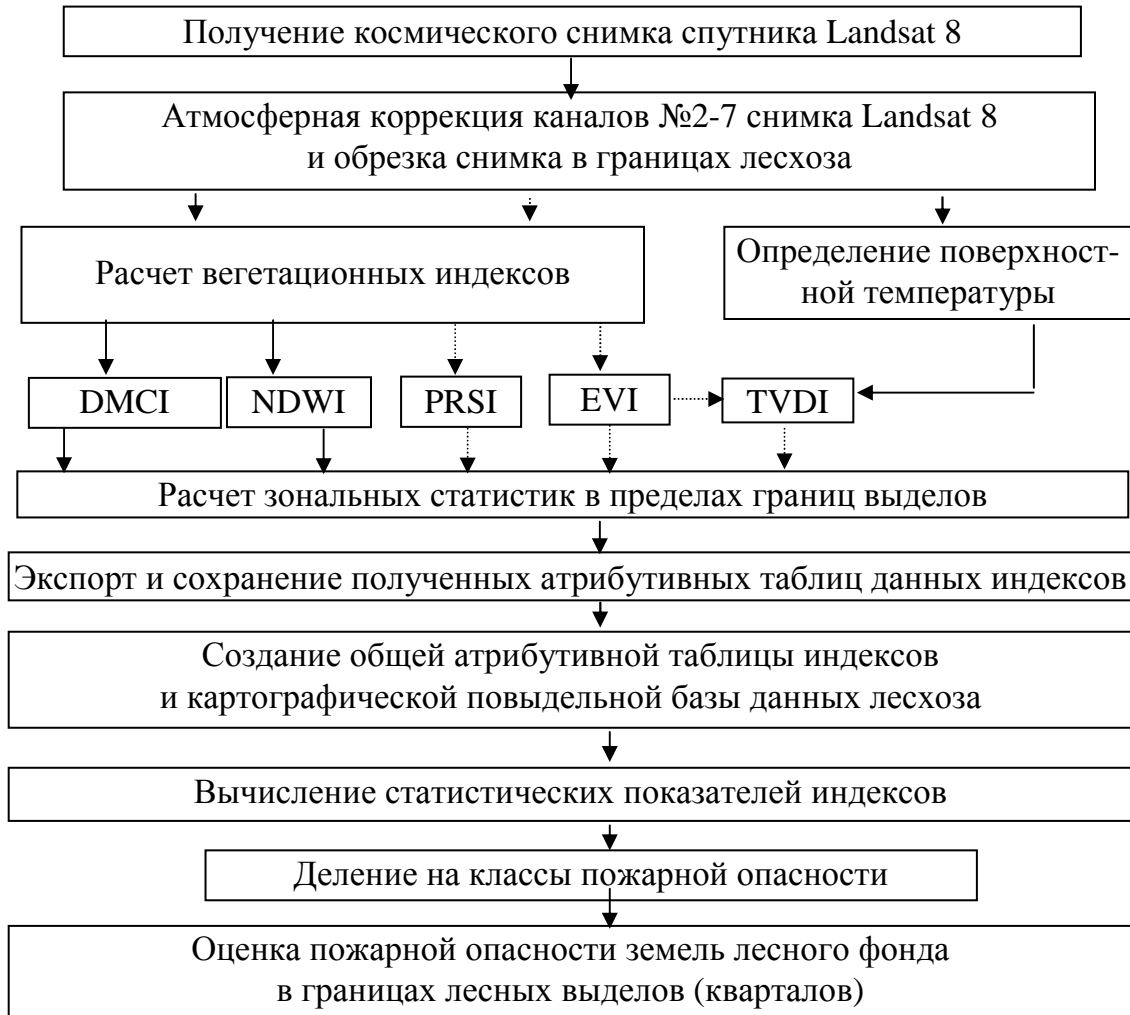 Получение космического снимка спутника Landsat 8
Атмосферная коррекция каналов №2-7 снимка Landsat 8
и обрезка снимка в границах лесхоза
Расчет вегетационных индексов
Определение поверхност-
ной температуры
DMCI
NDWI
PRSI
EVI
TVDI
Расчет зональных статистик в пределах границ выделов
Экспорт и сохранение полученных атрибутивных таблиц данных индексов
Создание общей атрибутивной таблицы индексов
и картографической повыдельной базы данных лесхоза
Вычисление статистических показателей индексов
Деление на классы пожарной опасности
Оценка пожарной опасности земель лесного фонда
в границах лесных выделов (кварталов)